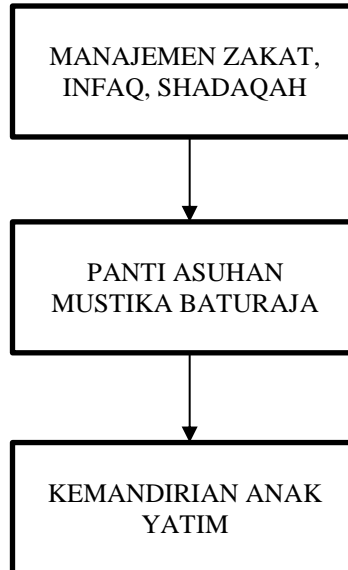 MANAJEMEN ZAKAT,
INFAQ, SHADAQAH
PANTI ASUHAN
MUSTIKA BATURAJA
KEMANDIRIAN ANAK
YATIM